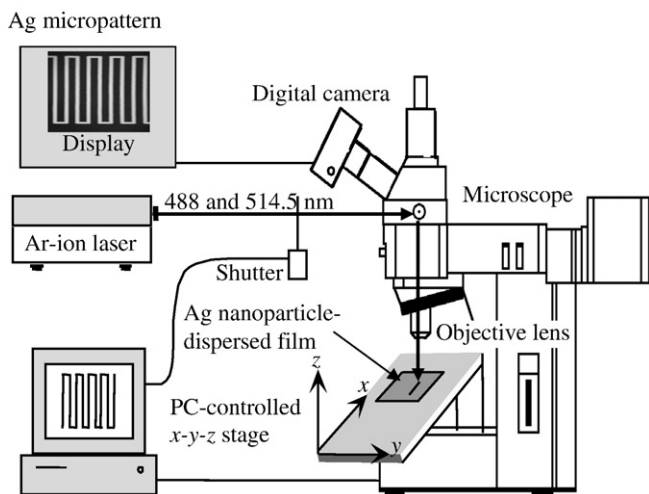 Ag micropattern
Display
Digital camera
488 and 514.5 nm
Microscope
Ar-ion laser
Shutter
Ag nanoparticle-
dispersed film
Objective lens
z
x
PC-controlled
x-y-z stage
y